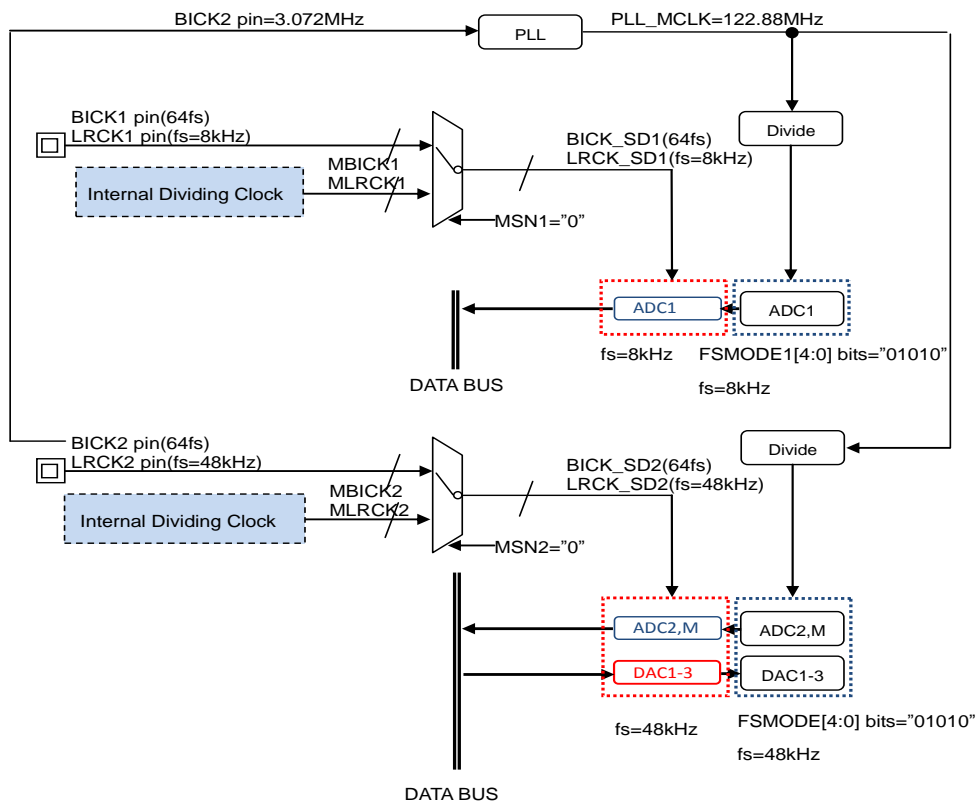 BICK2 pin=3.072MHz
PLL
PLL_MCLK=122.88MHz
BICK1 pin(64fs)
LRCK1 pin(fs=8kHz)
MBICK1
MLRCK1
Internal Dividing Clock
BICK_SD1(64fs)
LRCK_SD1(fs=8kHz)
MSN1=”0”
Divide
ADC1
ADC1
fs=8kHz
FSMODE1[4:0] bits=”01010”
fs=8kHz
DATA BUS
BICK2 pin(64fs)
LRCK2 pin(fs=48kHz)
MBICK2
MLRCK2
Internal Dividing Clock
BICK_SD2(64fs)
LRCK_SD2(fs=48kHz)
MSN2=”0”
Divide
ADC2,M
ADC2,M
DAC1-3
DAC1-3
fs=48kHz
FSMODE[4:0] bits=”01010”
fs=48kHz
DATA BUS